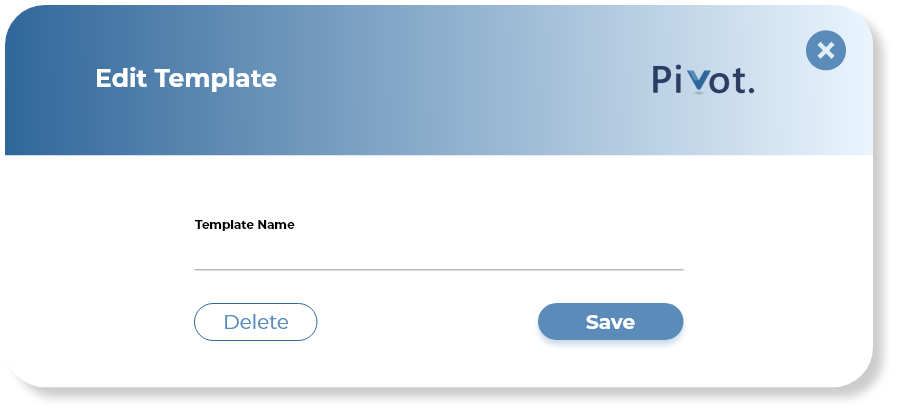 Edit Template
Pivot.
Template Name
Delete
Save